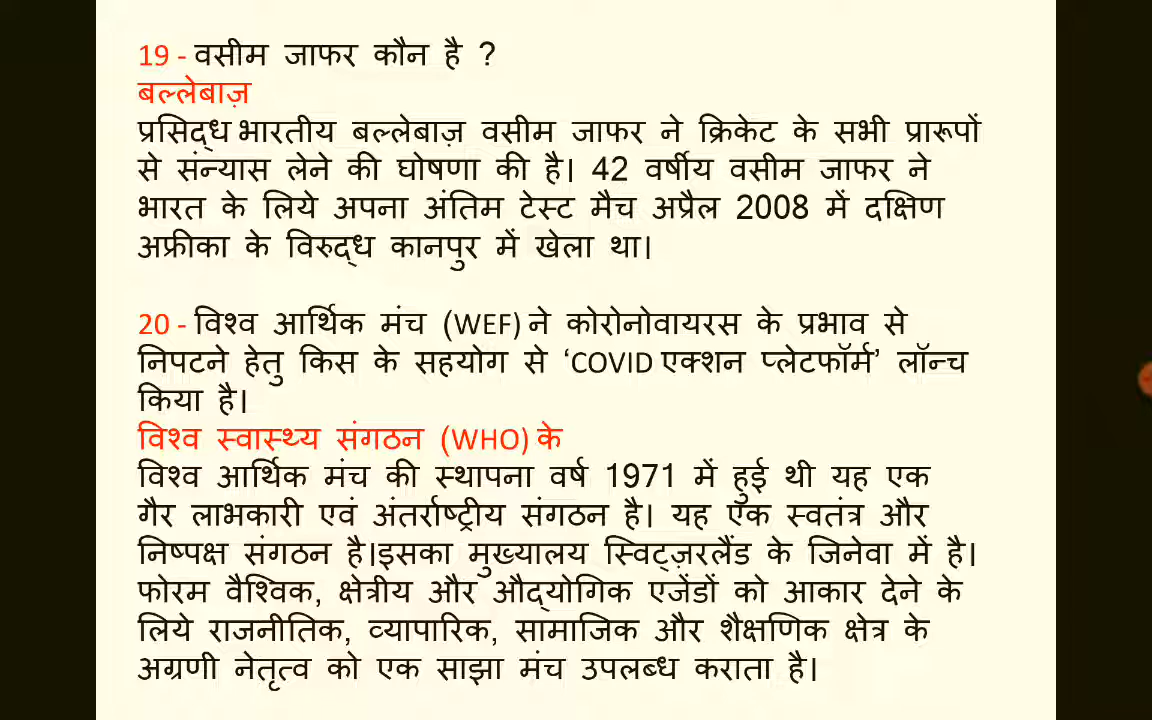 19 - वसीम जाफर कौन है ?
बल्लेबाज़
प्रसिद्ध भारतीय बल्लेबाज़ वसीम जाफर ने क्रिकेट के सभी प्रारूपों
से संन्यास लेने की घोषणा की है। 42 वर्षीय वसीम जाफर ने
भारत के लिये अपना अंतिम टेस्ट मैच अप्रैल 2008 में दक्षिण
अफ्रीका के विरुद्ध कानपुर में खेला था।
20 - विश्व आर्थिक मंच (WEF) ने कोरोनोवायरस के प्रभाव से
निपटने हेतु किस के सहयोग से ‘COVID एक्शन प्लेटफॉर्म’ लॉन्च
किया है।
विश्व स्वास्थ्य संगठन (WHO) के
विश्व आर्थिक मंच की स्थापना वर्ष 1971 में हुई थी यह एक
गैर लाभकारी एवं अंतर्राष्ट्रीय संगठन है। यह एक स्वतंत्र और
निष्पक्ष संगठन है।इसका मुख्यालय स्विट्ज़रलैंड के जिनेवा में है।
फोरम वैश्विक, क्षेत्रीय और औद्योगिक एजेंडों को आकार देने के
लिये राजनीतिक, व्यापारिक, सामाजिक और शैक्षणिक क्षेत्र के
अग्रणी नेतृत्व को एक साझा मंच उपलब्ध कराता है।